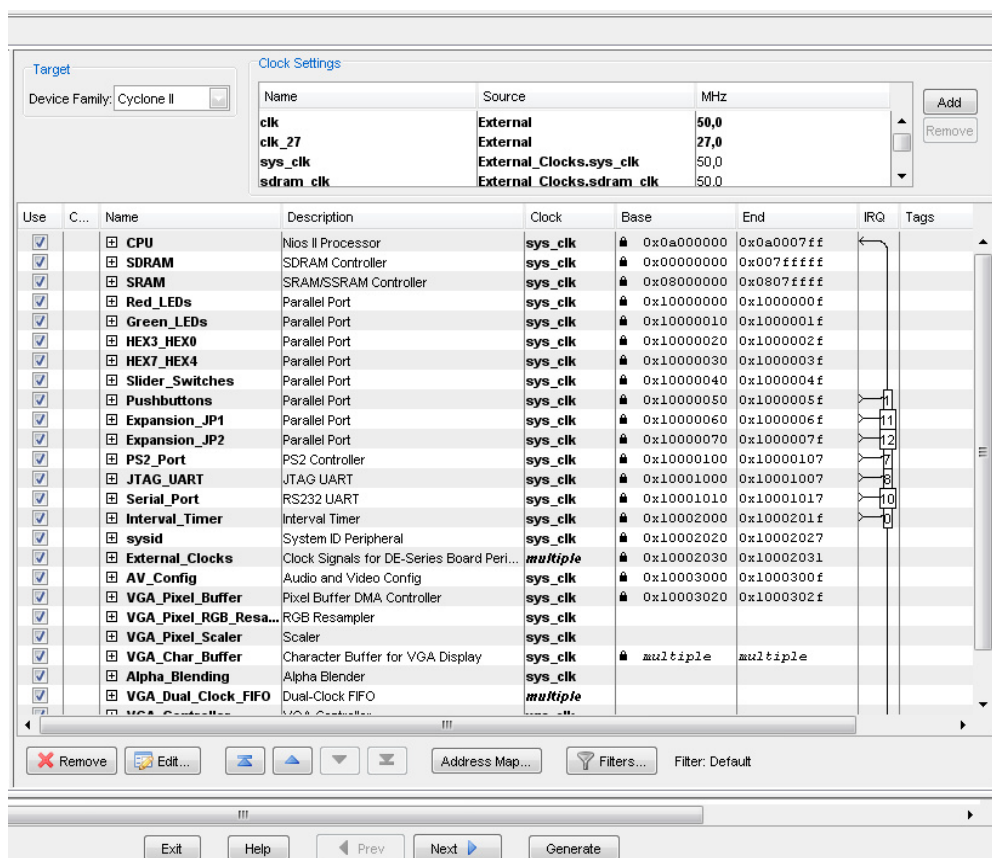 Target
Device Family: Cyclone II
Clock Settings
Name Source MHz
clk External 50,0
clk_27 External 27,0
sys_clk External_Clocks.sys_clk 50,0
sdram_clk External_Clocks.sdram_clk 50,0
Add
Remove
Use C... Name Description Clock Base End IRQ Tags
CPU Nios II Processor sys_clk 0x0a000000 0x0a0007ff
SDRAM SDRAM Controller sys_clk 0x00000000 0x007fffff
SRAM SRAM/SSRAM Controller sys_clk 0x08000000 0x0807ffff
Red_LEDs Parallel Port sys_clk 0x10000000 0x1000000f
Green_LEDs Parallel Port sys_clk 0x10000010 0x1000001f
HEX3_HEX0 Parallel Port sys_clk 0x10000020 0x1000002f
HEX7_HEX4 Parallel Port sys_clk 0x10000030 0x1000003f
Slider_Switches Parallel Port sys_clk 0x10000040 0x1000004f
Pushbuttons Parallel Port sys_clk 0x10000050 0x1000005f 1
Expansion_JP1 Parallel Port sys_clk 0x10000060 0x1000006f 11
Expansion_JP2 Parallel Port sys_clk 0x10000070 0x1000007f 12
PS2_Port PS2 Controller sys_clk 0x10000100 0x10000107 7
JTAG_UART JTAG UART sys_clk 0x10001000 0x10001007 8
Serial_Port RS232 UART sys_clk 0x10001010 0x10001017 10
Interval_Timer Interval Timer sys_clk 0x10002000 0x1000201f 0
sysid System ID Peripheral sys_clk 0x10002020 0x10002027
External_Clocks Clock Signals for DE-Series Board Peri... multiple 0x10002030 0x10002031
AV_Config Audio and Video Config sys_clk 0x10003000 0x1000300f
VGA_Pixel_Buffer Pixel Buffer DMA Controller sys_clk 0x10003020 0x1000302f
VGA_Pixel_RGB_Resa... RGB Resampler sys_clk
VGA_Pixel_Scaler Scaler sys_clk
VGA_Char_Buffer Character Buffer for VGA Display sys_clk multiple multiple
Alpha_Blending Alpha Blender sys_clk
VGA_Dual_Clock_FIFO Dual-Clock FIFO multiple
VGA_Controller VGA Controller
Remove Edit... Address Map... Filters... Filter: Default
Exit Help Prev Next Generate